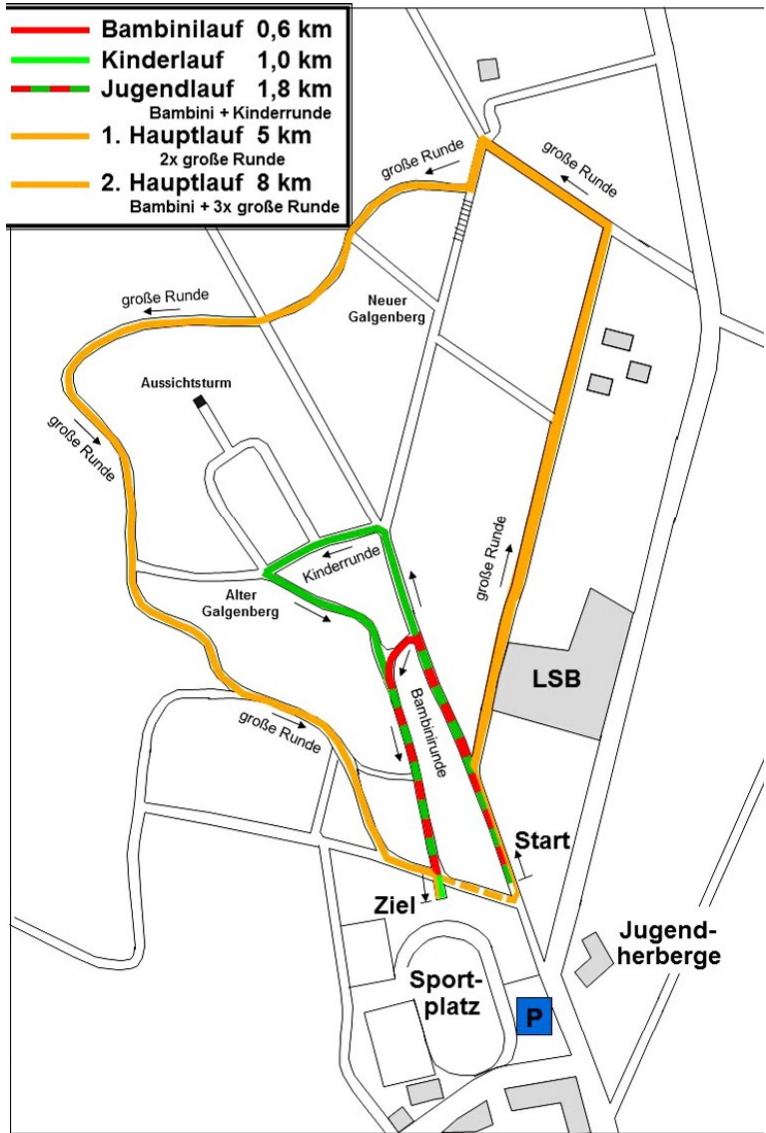 Bambinilauf 0,6 km
Kinderlauf 1,0 km
Jugendlauf 1,8 km
Bambini + Kinderrunde
1. Hauptlauf 5 km
2x große Runde
2. Hauptlauf 8 km
Bambini + 3x große Runde
große Runde
große Runde
große Runde
Neuer
Galgenberg
Aussichtsturm
große Runde
große Runde
Kinderrunde
Alter
Galgenberg
LSB
Bambinirunde
große Runde
Start
Ziel
Jugend-
herberge
Sport-
platz
P